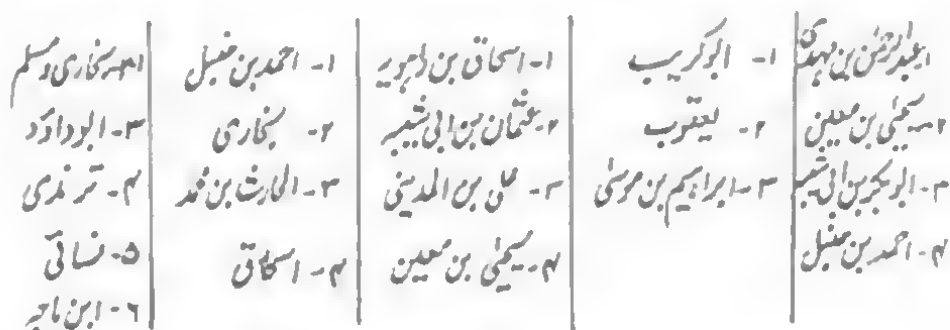 ۱۔ عبدالرحمٰن بن مہدی ۱۔ ابوکریب ۱۔ اسحاق بن راہویہ ۱۔ احمد بن حنبل ۱۔۲۔ بخاری و مسلم
۲۔ یحییٰ بن معین ۲۔ یعقوب ۲۔ عثمان بن ابی شیبہ ۲۔ بخاری ۳۔ ابوداؤد
۳۔ ابوبکر بن ابی شیبہ ۳۔ ابراہیم بن موسیٰ ۳۔ علی بن المدینی ۳۔ الحارث بن محمد ۴۔ ترمذی
۴۔ احمد بن حنبل ۴۔ یحییٰ بن معین ۴۔ اسحاق ۵۔ نسائی
۶۔ ابن ماجہ